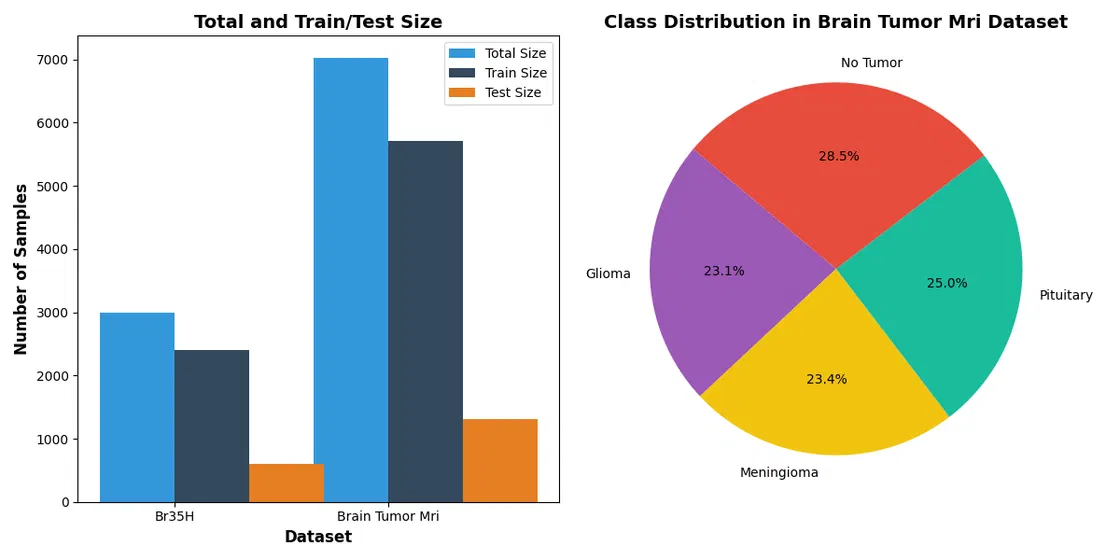 Total and Train/Test Size
7000
6000
5000
4000
3000
2000
1000
0
Number of Samples
Total Size
Train Size
Test Size
Br35H
Brain Tumor Mri
Dataset
Class Distribution in Brain Tumor Mri Dataset
No Tumor
28.5%
Glioma
23.1%
25.0%
Pituitary
23.4%
Meningioma